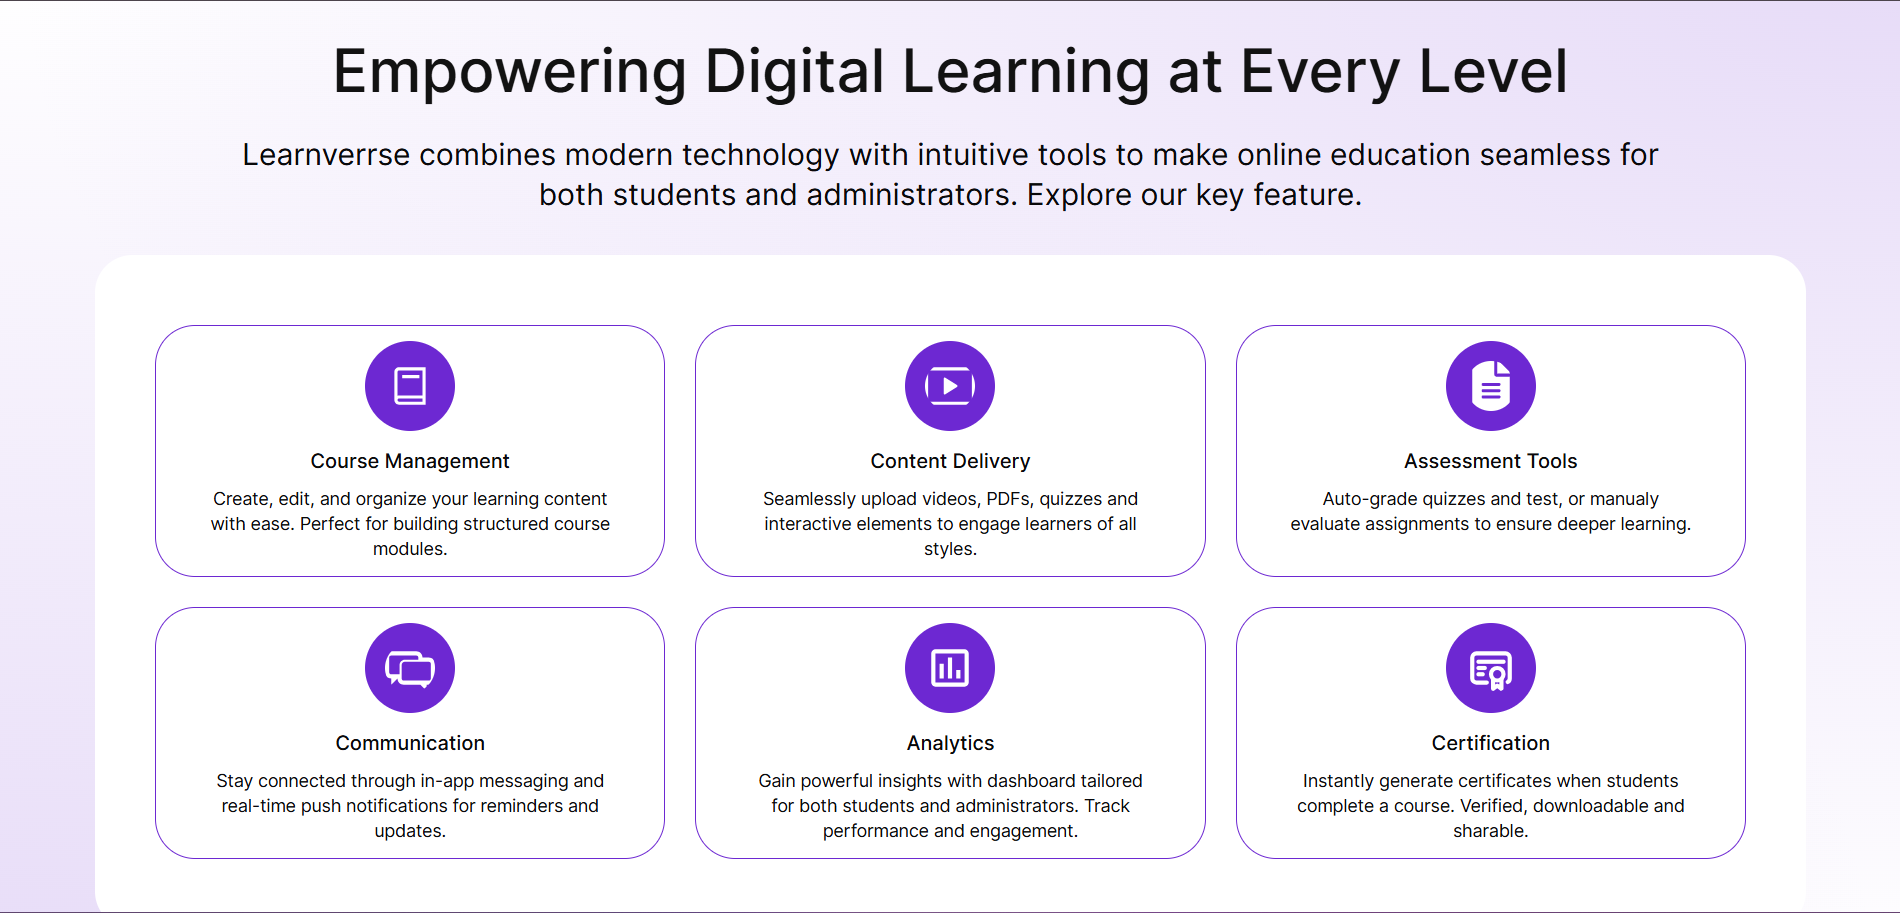 Empowering Digital Learning at Every Level
Learnverrse combines modern technology with intuitive tools to make online education seamless for
both students and administrators. Explore our key feature.
Course Management
Create, edit, and organize your learning content
with ease. Perfect for building structured course
modules.
Content Delivery
Seamlessly upload videos, PDFs, quizzes and
interactive elements to engage learners of all
styles.
Assessment Tools
Auto-grade quizzes and test, or manualy
evaluate assignments to ensure deeper learning.
Communication
Stay connected through in-app messaging and
real-time push notifications for reminders and
updates.
Analytics
Gain powerful insights with dashboard tailored
for both students and administrators. Track
performance and engagement.
Certification
Instantly generate certificates when students
complete a course. Verified, downloadable and
sharable.